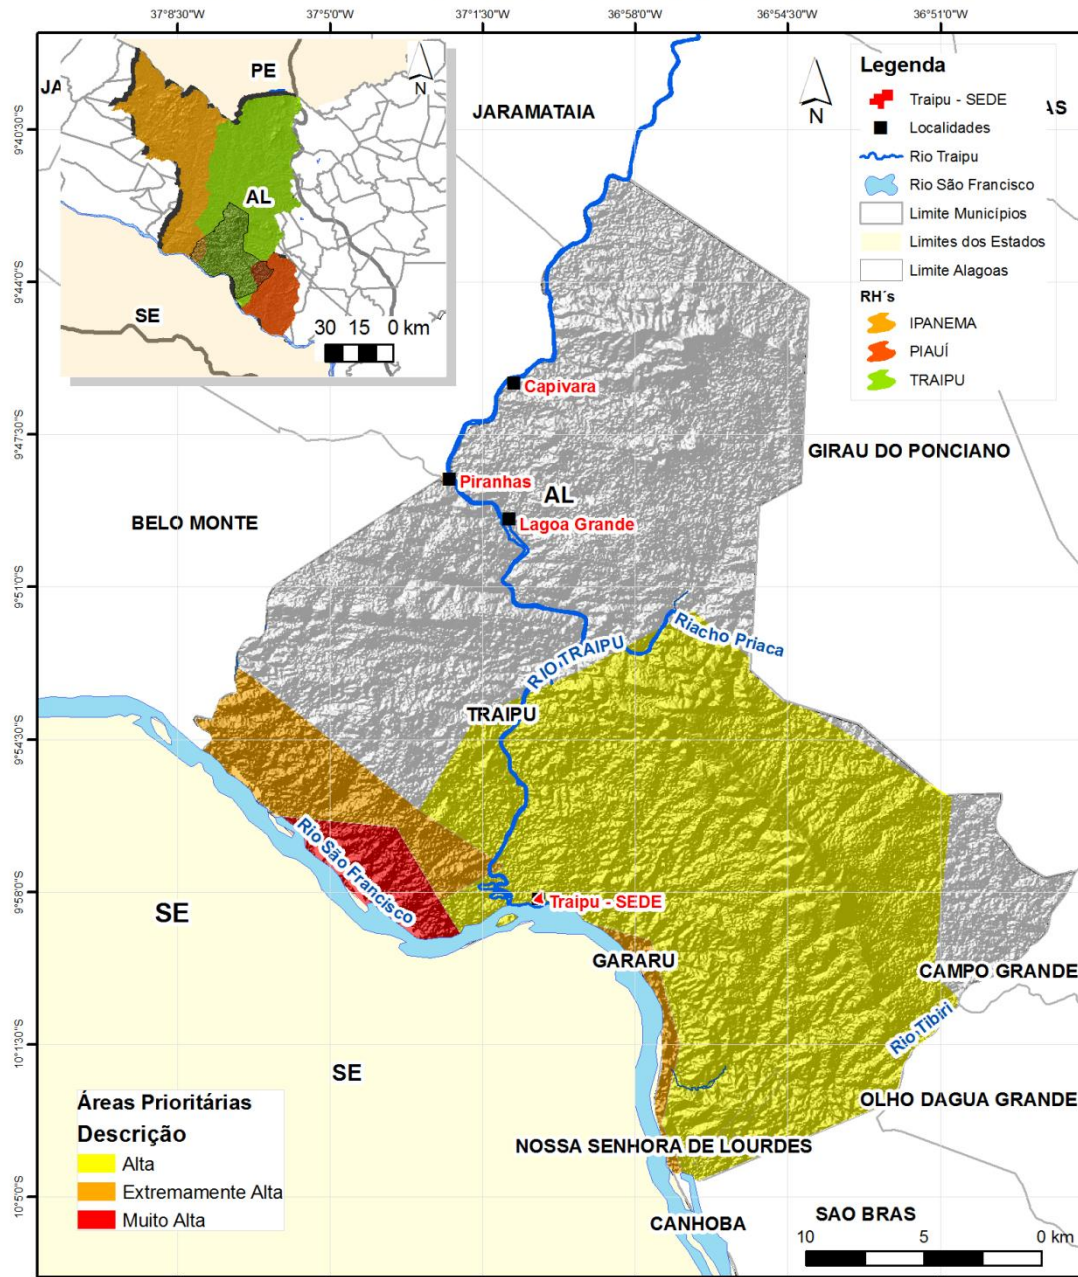 37°8'30"W
37°5'0"W
37°1'30"W
36°58'0"W
36°54'30"W
36°51'0"W
9°40'30"S
9°44'0"S
9°47'30"S
9°51'0"S
9°54'30"S
9°58'0"S
10°1'30"S
10°5'0"S
JA
PE
N
AL
SE
30 15 0 km
JARAMATAIA
N
AS
Legenda
Traipu - SEDE
Localidades
Rio Traipu
Rio São Francisco
Limite Municípios
Limites dos Estados
Limite Alagoas
RH´s
IPANEMA
PIAUÍ
TRAIPU
Capivara
GIRAU DO PONCIANO
Piranhas
AL
Lagoa Grande
BELO MONTE
Riacho Priaca
RIO TRAIPU
TRAIPU
Rio São Francisco
Traipu - SEDE
SE
GARARU
CAMPO GRANDE
Rio Tibiri
SE
OLHO DAGUA GRANDE
Áreas Prioritárias
Descrição
Alta
Extremamente Alta
Muito Alta
NOSSA SENHORA DE LOURDES
CANHOBA
SAO BRAS
10 5 0 km